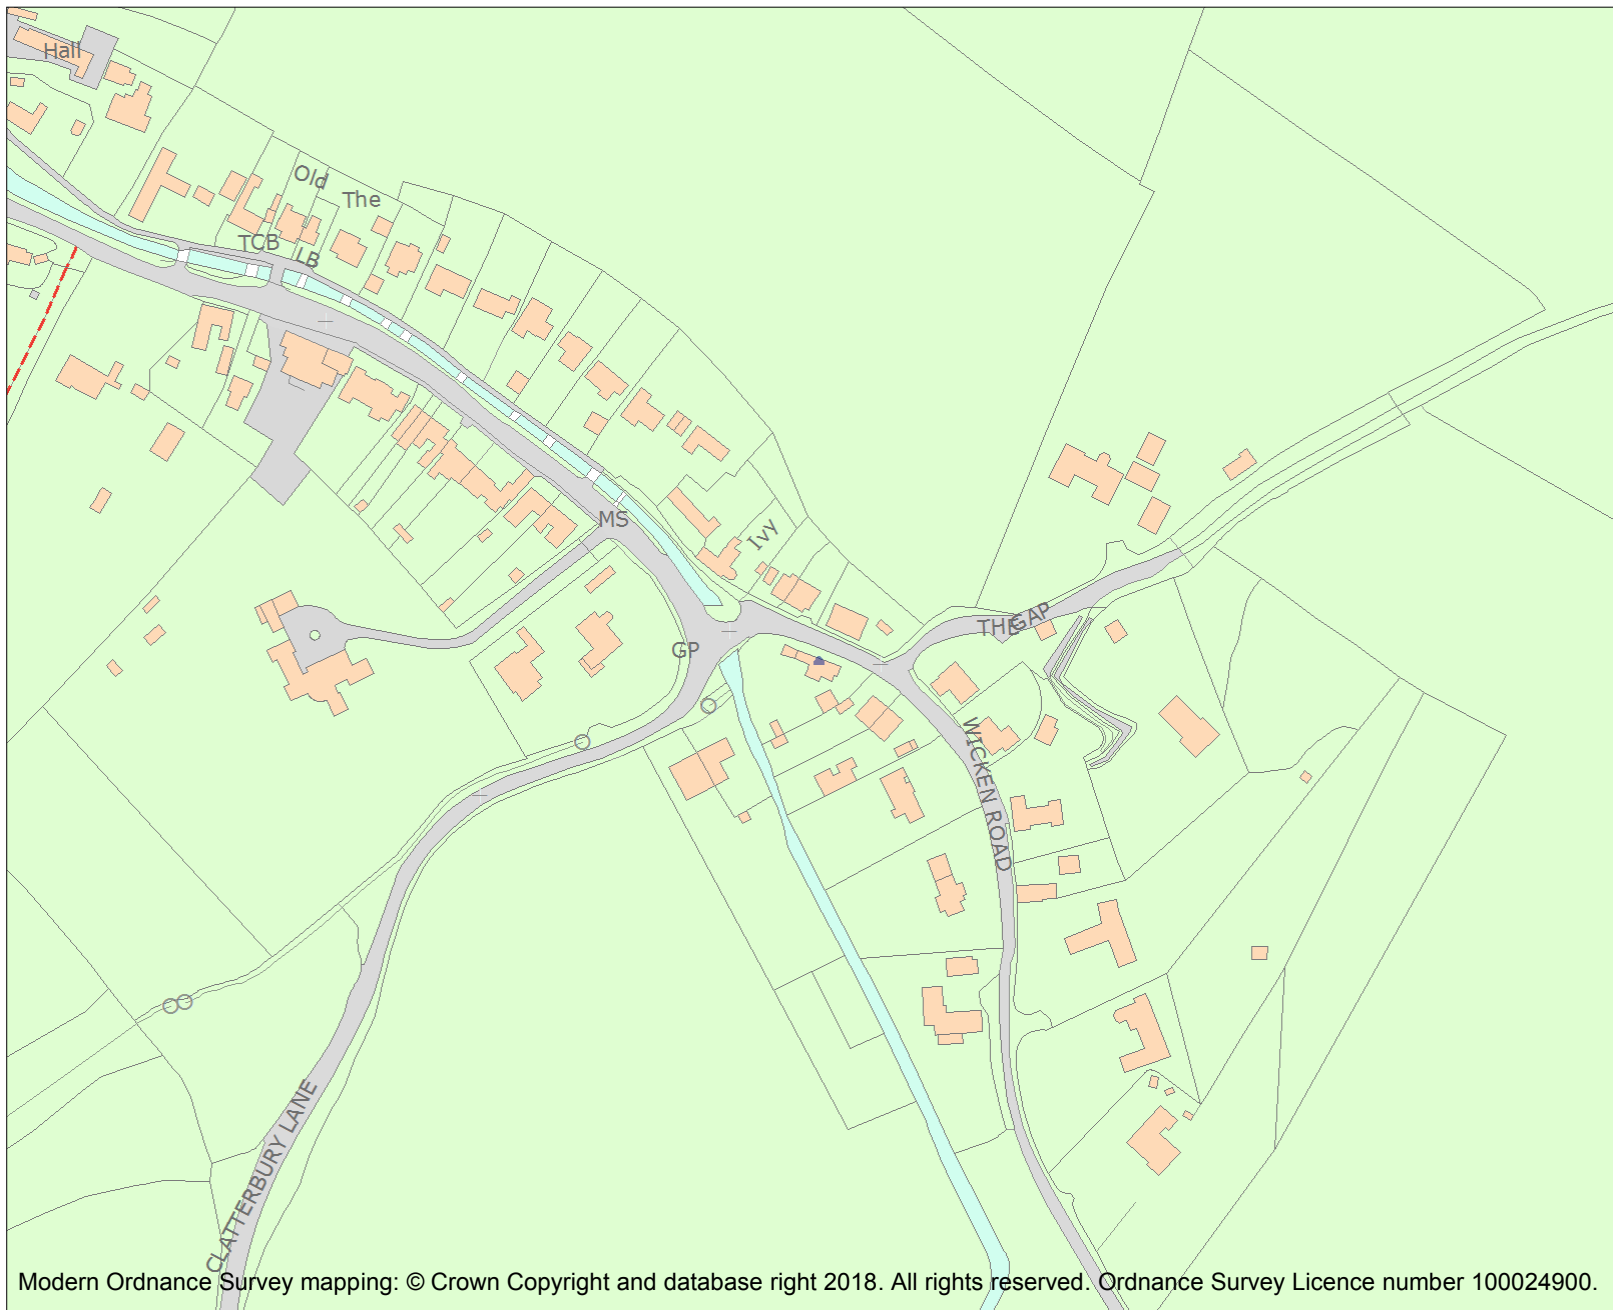 Hall
Old
The
TCB
LB
MS
Ivy
THE GAP
GP
WICKEN ROAD
CLATTERBURY LANE
Modern Ordnance Survey mapping: © Crown Copyright and database right 2018. All rights reserved. Ordnance Survey Licence number 100024900.